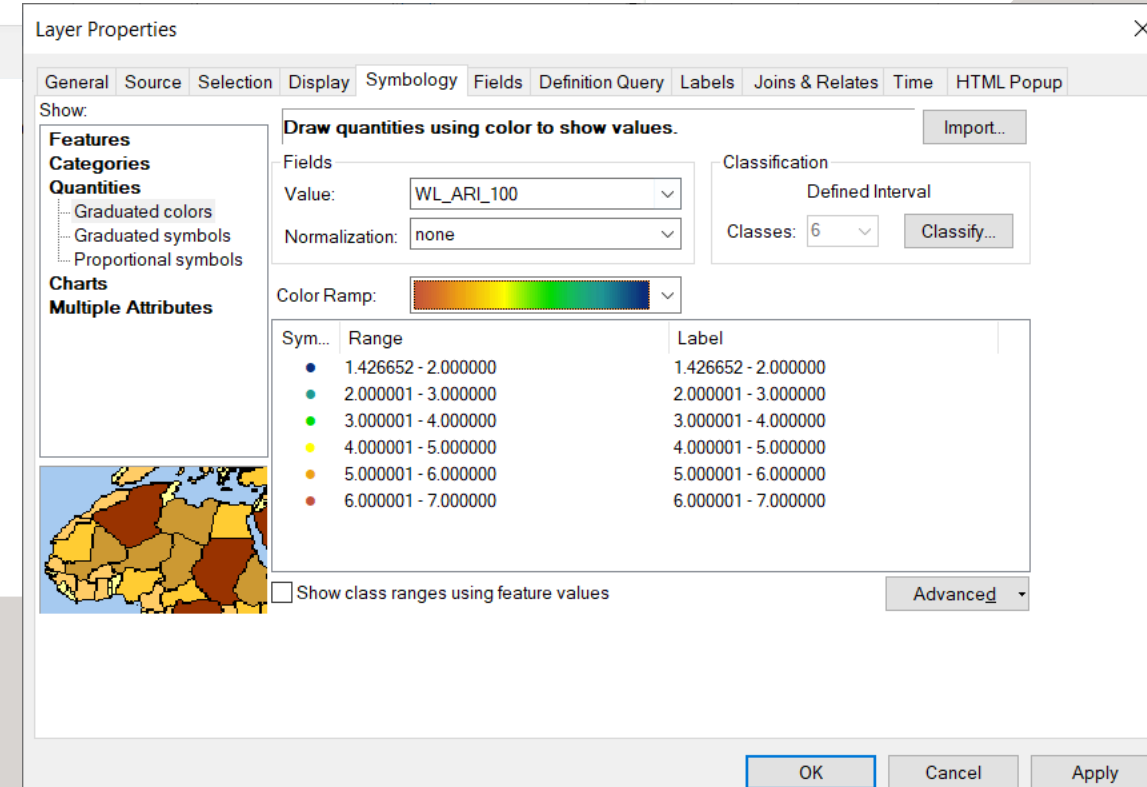 Layer Properties
General Source Selection Display Symbology Fields Definition Query Labels Joins & Relates Time HTML Popup
Show:
Features
Categories
Quantities
Graduated colors
Graduated symbols
Proportional symbols
Charts
Multiple Attributes
Draw quantities using color to show values.
Import...
Fields
Value: WL_ARI_100
Normalization: none
Classification
Defined Interval
Classes: 6 Classify...
Color Ramp:
Sym... Range Label
1.426652 - 2.000000 1.426652 - 2.000000
2.000001 - 3.000000 2.000001 - 3.000000
3.000001 - 4.000000 3.000001 - 4.000000
4.000001 - 5.000000 4.000001 - 5.000000
5.000001 - 6.000000 5.000001 - 6.000000
6.000001 - 7.000000 6.000001 - 7.000000
Show class ranges using feature values
Advanced
OK Cancel Apply